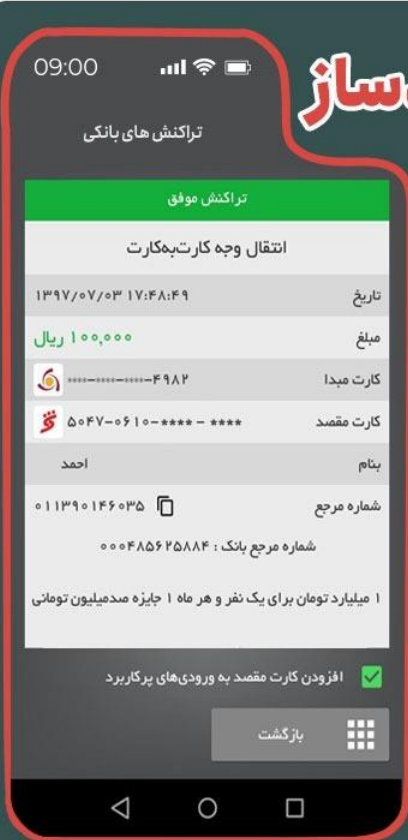 09:00
ساز
تراکنش های بانکی
تراکنش موفق
انتقال وجه کارت‌به‌کارت
تاریخ ۱۳۹۷/۰۷/۰۳ ۱۷:۴۸:۴۹
مبلغ ۱۰۰,۰۰۰ ریال
کارت مبدا ****-****-****-۴۹۸۲
کارت مقصد ۵۰۴۷-۰۶۱۰-**** - ****
بنام احمد
شماره مرجع ۰۱۱۳۹۰۱۴۶۰۳۵
شماره مرجع بانک : ۰۰۰۴۸۵۶۲۵۸۸۴
۱ میلیارد تومان برای یک نفر و هر ماه ۱ جایزه صدمیلیون تومانی
افزودن کارت مقصد به ورودی‌های پرکاربرد
بازگشت